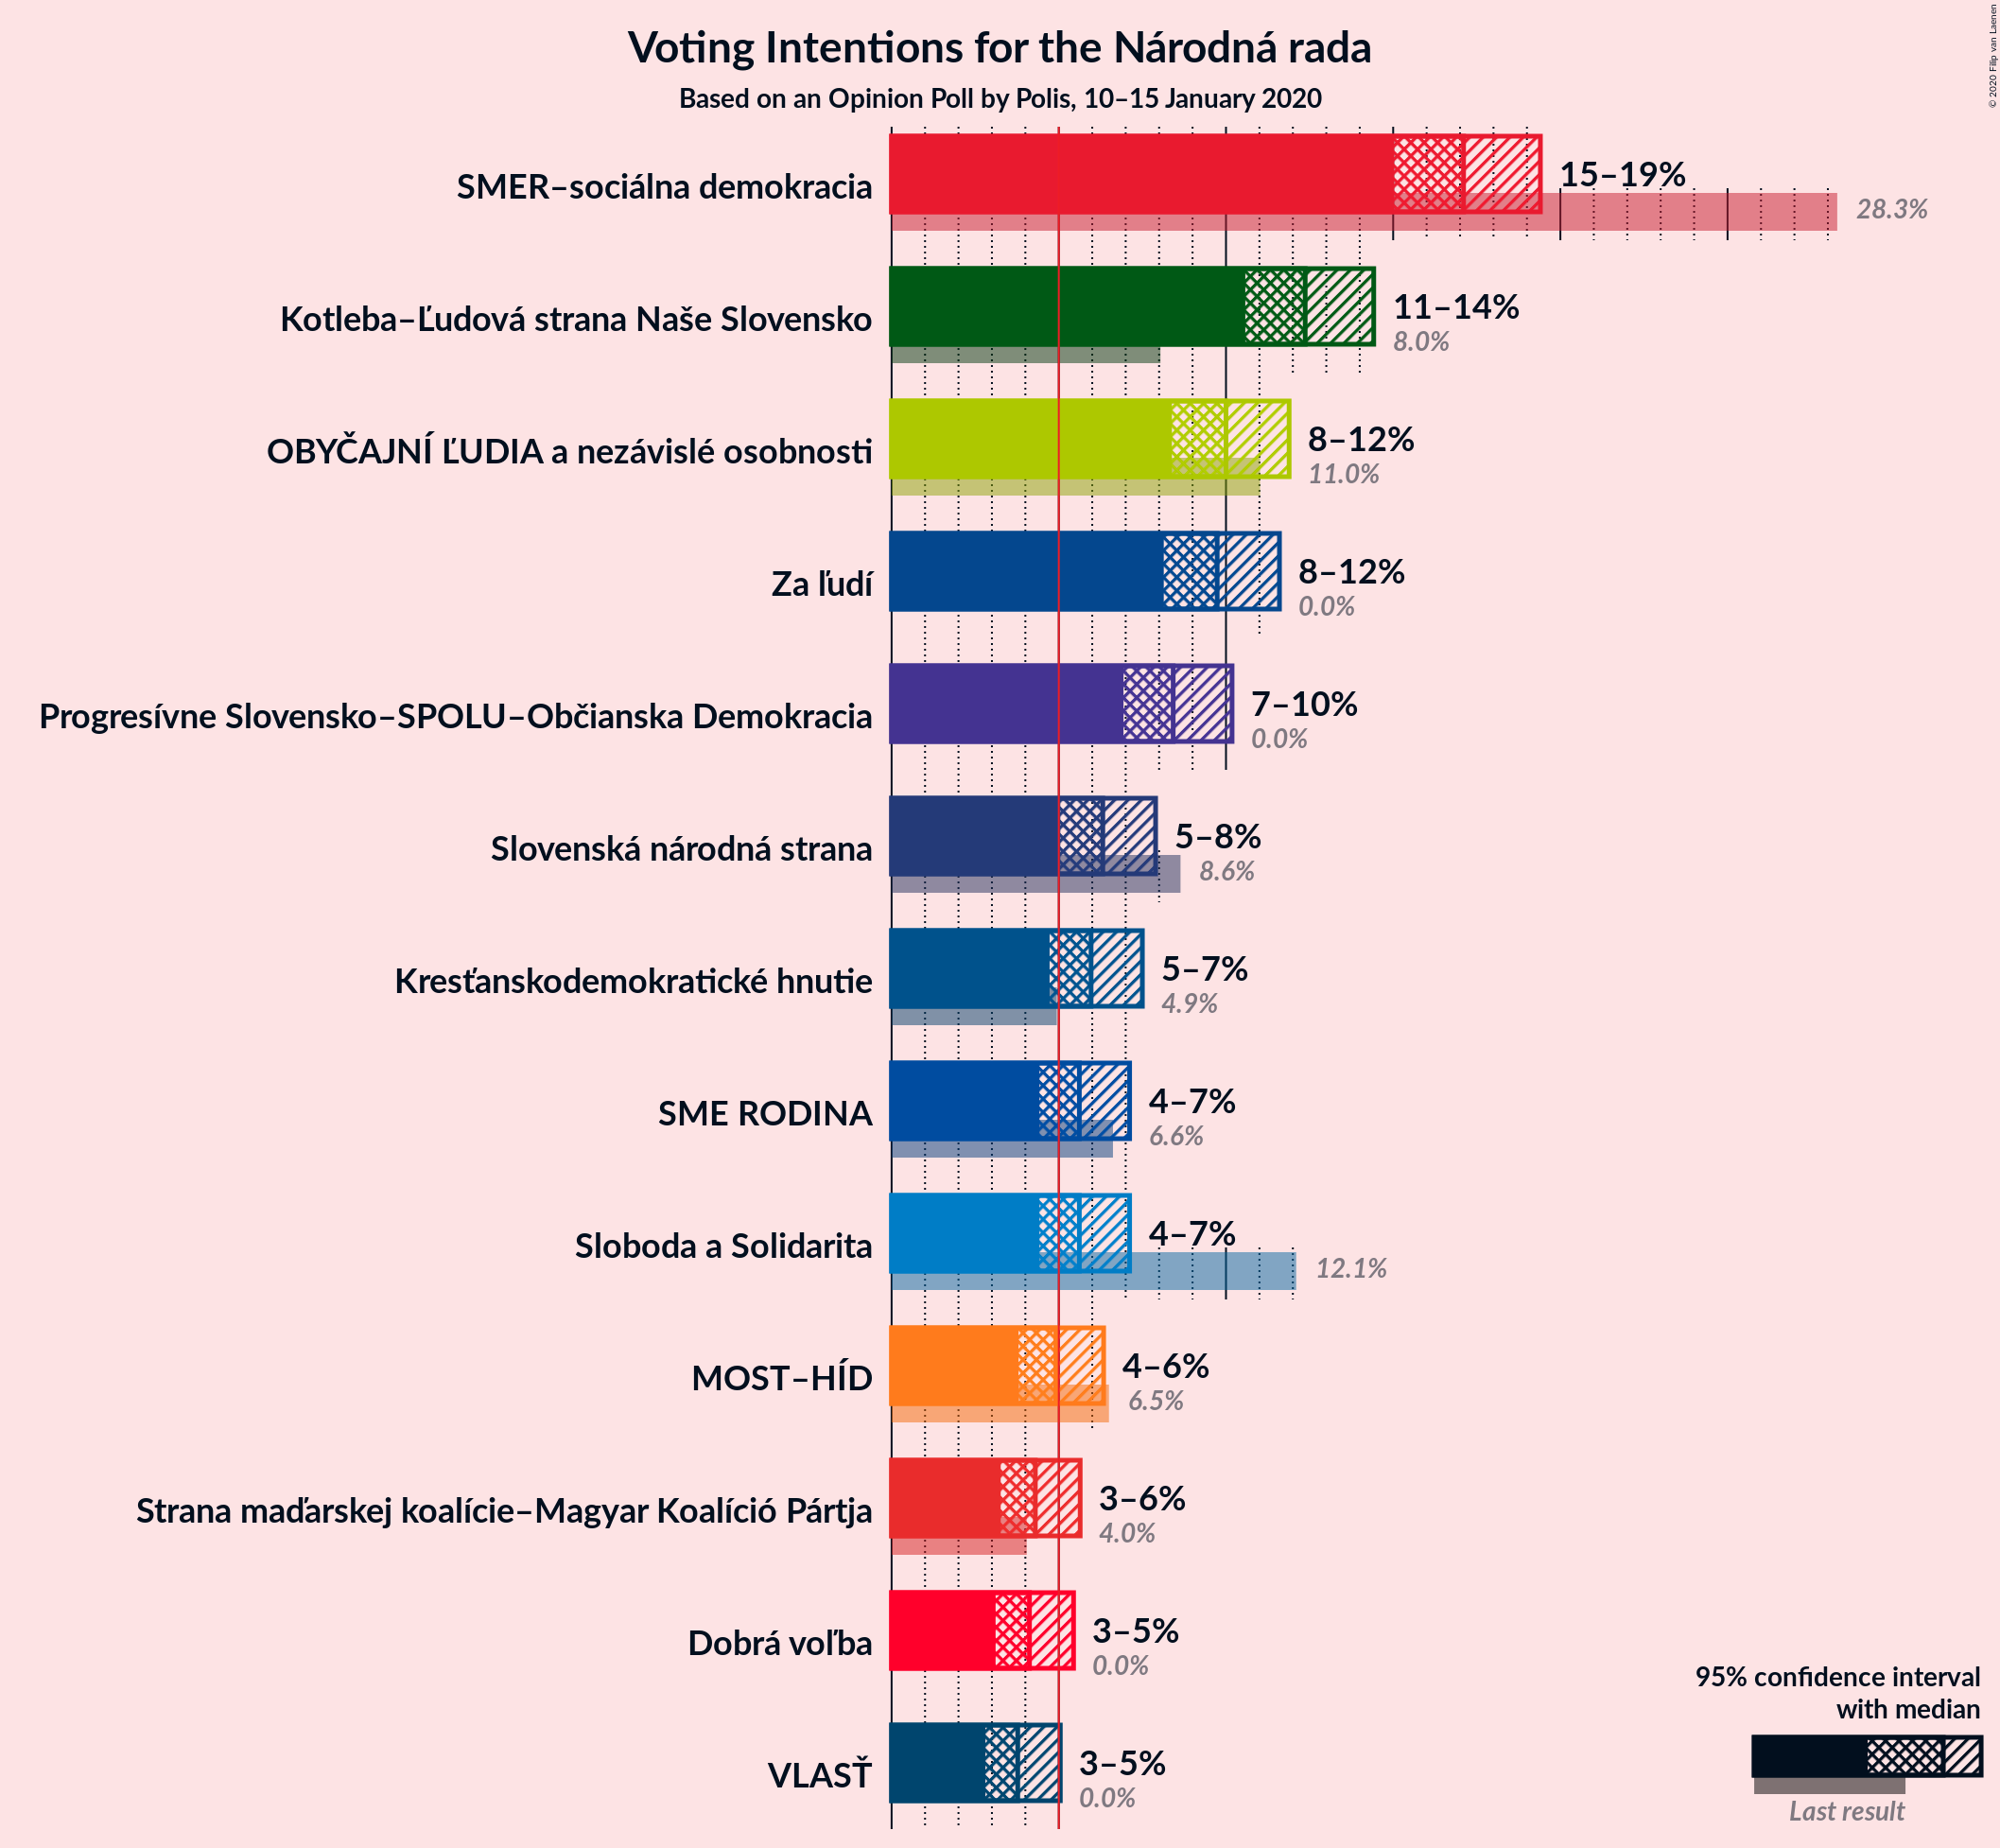 Voting Intentions for the Národná rada
Based on an Opinion Poll by Polis, 10–15 January 2020
© 2020 Filip van Laenen
SMER–sociálna demokracia
15–19%
28.3%
Kotleba–Ľudová strana Naše Slovensko
11–14%
8.0%
OBYČAJNÍ ĽUDIA a nezávislé osobnosti
8–12%
11.0%
Za ľudí
8–12%
0.0%
Progresívne Slovensko–SPOLU–Občianska Demokracia
7–10%
0.0%
Slovenská národná strana
5–8%
8.6%
Kresťanskodemokratické hnutie
5–7%
4.9%
SME RODINA
4–7%
6.6%
Sloboda a Solidarita
4–7%
12.1%
MOST–HÍD
4–6%
6.5%
Strana maďarskej koalície–Magyar Koalíció Pártja
3–6%
4.0%
Dobrá voľba
3–5%
0.0%
VLASŤ
3–5%
0.0%
95% confidence interval
with median
Last result